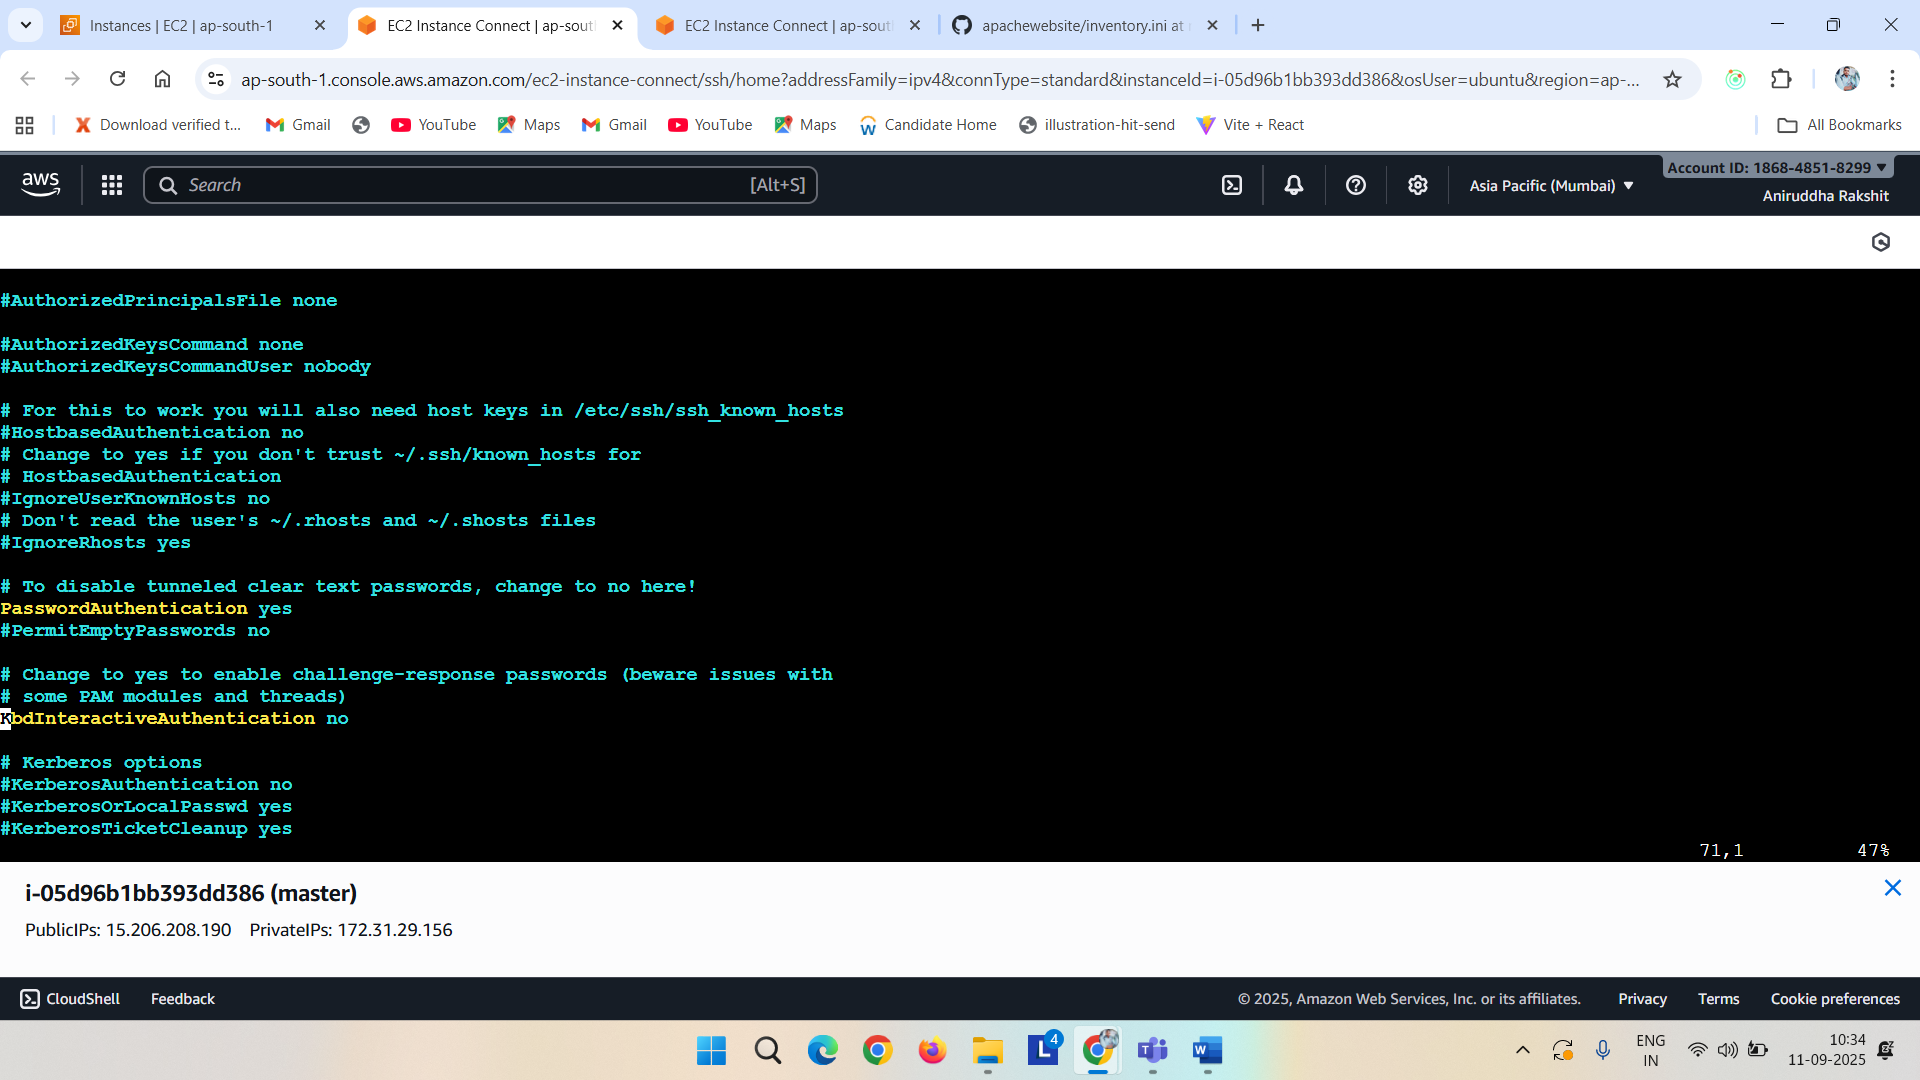 Instances | EC2 | ap-south-1
EC2 Instance Connect | ap-sout
EC2 Instance Connect | ap-sout
apachewebsite/inventory.ini at
ap-south-1.console.aws.amazon.com/ec2-instance-connect/ssh/home?addressFamily=ipv4&connType=standard&instanceId=i-05d96b1bb393dd386&osUser=ubuntu&region=ap-...
Download verified t...
Gmail
YouTube
Maps
Gmail
YouTube
Maps
Candidate Home
illustration-hit-send
Vite + React
All Bookmarks
aws
Search
[Alt+S]
Asia Pacific (Mumbai)
Account ID: 1868-4851-8299
Aniruddha Rakshit
#AuthorizedPrincipalsFile none
#AuthorizedKeysCommand none
#AuthorizedKeysCommandUser nobody
# For this to work you will also need host keys in /etc/ssh/ssh_known_hosts
#HostbasedAuthentication no
# Change to yes if you don't trust ~/.ssh/known_hosts for
# HostbasedAuthentication
#IgnoreUserKnownHosts no
# Don't read the user's ~/.rhosts and ~/.shosts files
#IgnoreRhosts yes
# To disable tunneled clear text passwords, change to no here!
PasswordAuthentication yes
#PermitEmptyPasswords no
# Change to yes to enable challenge-response passwords (beware issues with
# some PAM modules and threads)
KbdInteractiveAuthentication no
# Kerberos options
#KerberosAuthentication no
#KerberosOrLocalPasswd yes
#KerberosTicketCleanup yes
71,1
47%
i-05d96b1bb393dd386 (master)
PublicIPs: 15.206.208.190
PrivateIPs: 172.31.29.156
CloudShell
Feedback
© 2025, Amazon Web Services, Inc. or its affiliates.
Privacy
Terms
Cookie preferences
4
ENG
IN
10:34
11-09-2025